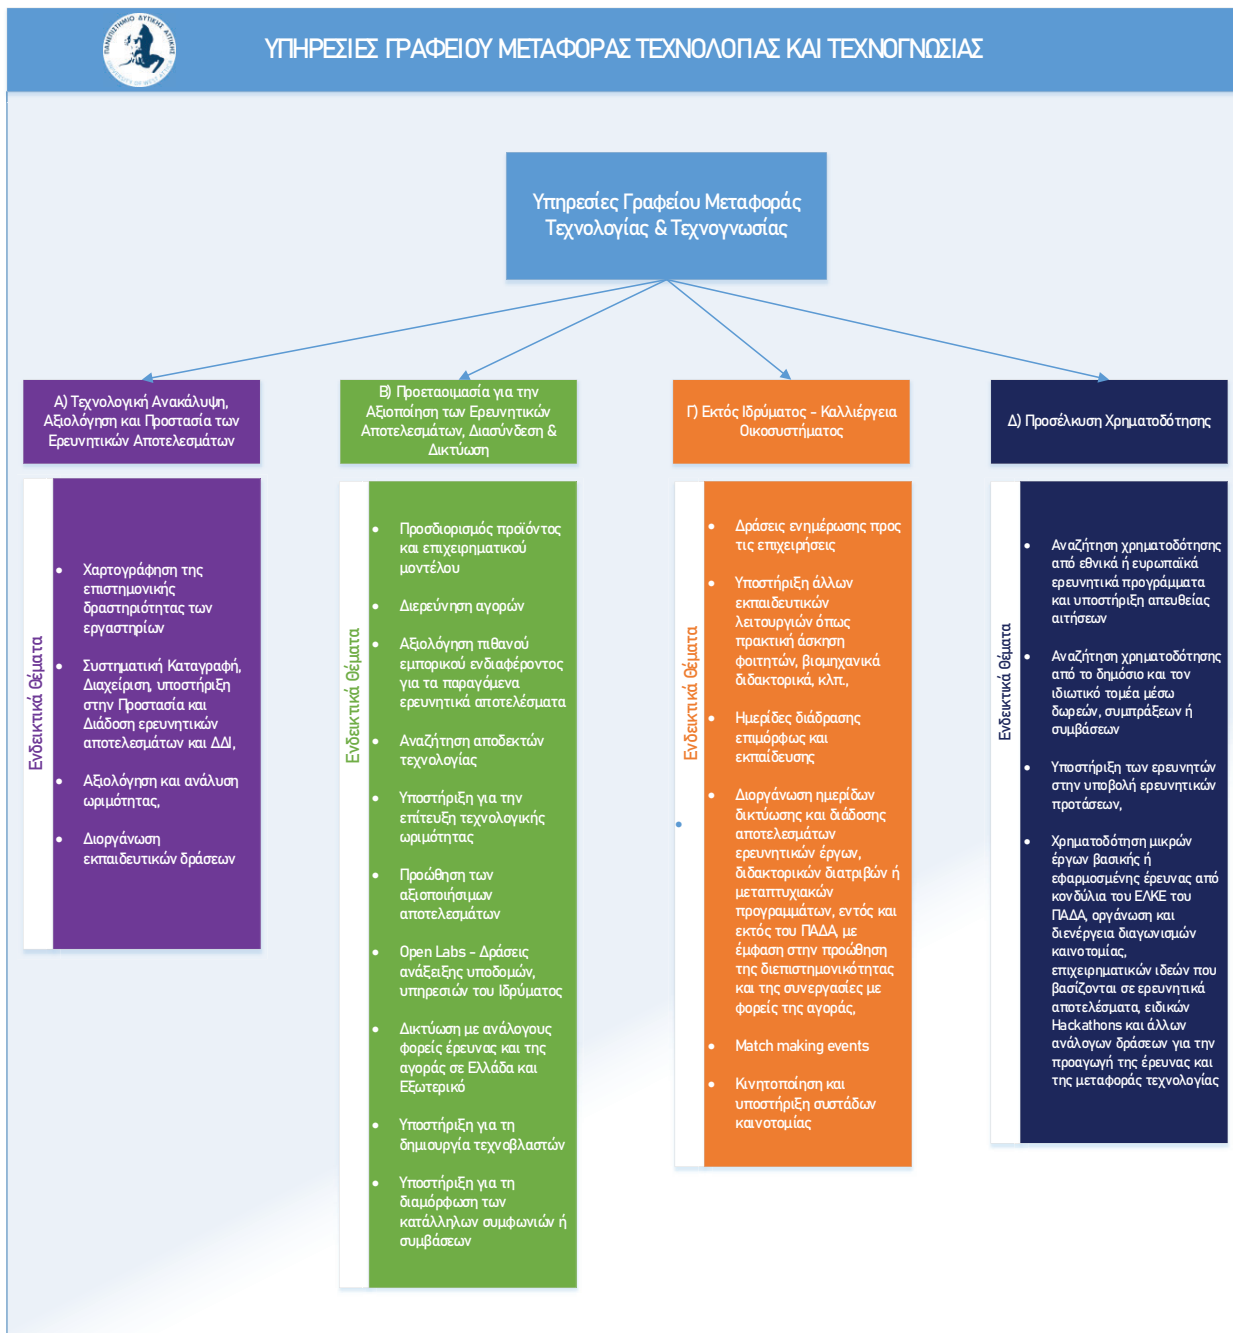 ΠΑΝΕΠΙΣΤΗΜΙΟ ΔΥΤΙΚΗΣ ΑΤΤΙΚΗΣ
UNIVERSITY OF WEST ATTICA
ΥΠΗΡΕΣΙΕΣ ΓΡΑΦΕΙΟΥ ΜΕΤΑΦΟΡΑΣ ΤΕΧΝΟΛΟΓΙΑΣ ΚΑΙ ΤΕΧΝΟΓΝΩΣΙΑΣ
Υπηρεσίες Γραφείου Μεταφοράς
Τεχνολογίας & Τεχνογνωσίας
Α) Τεχνολογική Ανακάλυψη,
Αξιολόγηση και Προστασία των
Ερευνητικών Αποτελεσμάτων
Ενδεικτικά Θέματα
• Χαρτογράφηση της
επιστημονικής
δραστηριότητας των
εργαστηρίων
• Συστηματική Καταγραφή,
Διαχείριση, υποστήριξη
στην Προστασία και
Διάδοση ερευνητικών
αποτελεσμάτων και ΔΔΙ,
• Αξιολόγηση και ανάλυση
ωριμότητας,
• Διοργάνωση
εκπαιδευτικών δράσεων
Β) Προεταοιμασία για την
Αξιοποίηση των Ερευνητικών
Αποτελεσμάτων, Διασύνδεση &
Δικτύωση
Ενδεικτικά Θέματα
• Προσδιορισμός προϊόντος
και επιχειρηματικού
μοντέλου
• Διερεύνηση αγορών
• Αξιολόγηση πιθανού
εμπορικού ενδιαφέροντος
για τα παραγόμενα
ερευνητικά αποτελέσματα
• Αναζήτηση αποδεκτών
τεχνολογίας
• Υποστήριξη για την
επίτευξη τεχνολογικής
ωριμότητας
• Προώθηση των
αξιοποιήσιμων
αποτελεσμάτων
• Open Labs - Δράσεις
ανάξειξης υποδομών,
υπηρεσιών του Ιδρύματος
• Δικτύωση με ανάλογους
φορείς έρευνας και της
αγοράς σε Ελλάδα και
Εξωτερικό
• Υποστήριξη για τη
δημιουργία τεχνοβλαστών
• Υποστήριξη για τη
διαμόρφωση των
κατάλληλων συμφωνιών ή
συμβάσεων
Γ) Εκτός Ιδρύματος - Καλλιέργεια
Οικοσυστήματος
Ενδεικτικά Θέματα
• Δράσεις ενημέρωσης προς
τις επιχειρήσεις
• Υποστήριξη άλλων
εκπαιδευτικών
λειτουργιών όπως
πρακτική άσκηση
φοιτητών, βιομηχανικά
διδακτορικά, κλπ.,
• Ημερίδες διάδρασης
επιμόρφως και
εκπαίδευσης
• Διοργάνωση ημερίδων
δικτύωσης και διάδοσης
αποτελεσμάτων
ερευνητικών έργων,
διδακτορικών διατριβών ή
μεταπτυχιακών
προγραμμάτων, εντός και
εκτός του ΠΑΔΑ, με
έμφαση στην προώθηση
της διεπιστημονικότητας
και της συνεργασίες με
φορείς της αγοράς,
• Match making events
• Κινητοποίηση και
υποστήριξη συστάδων
καινοτομίας
Δ) Προσέλκυση Χρηματοδότησης
Ενδεικτικά Θέματα
• Αναζήτηση χρηματοδότησης
από εθνικά ή ευρωπαϊκά
ερευνητικά προγράμματα
και υποστήριξη απευθείας
αιτήσεων
• Αναζήτηση χρηματοδότησης
από το δημόσιο και τον
ιδιωτικό τομέα μέσω
δωρεών, συμπράξεων ή
συμβάσεων
• Υποστήριξη των ερευνητών
στην υποβολή ερευνητικών
προτάσεων,
• Χρηματοδότηση μικρών
έργων βασικής ή
εφαρμοσμένης έρευνας από
κονδύλια του ΕΛΚΕ του
ΠΑΔΑ, οργάνωση και
διενέργεια διαγωνισμών
καινοτομίας,
επιχειρηματικών ιδεών που
βασίζονται σε ερευνητικά
αποτελέσματα, ειδικών
Hackathons και άλλων
ανάλογων δράσεων για την
προαγωγή της έρευνας και
της μεταφοράς τεχνολογίας